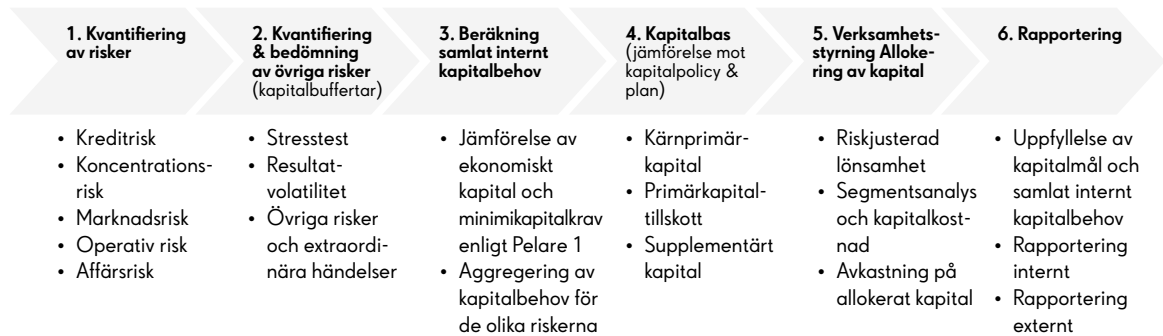 1. Kvantifiering
av risker
2. Kvantifiering
& bedömning
av övriga risker
(kapitalbuffertar)
3. Beräkning
samlat internt
kapitalbehov
4. Kapitalbas
(jämförelse mot
kapitalpolicy &
plan)
5. Verksamhets-
styrning Alloke-
ring av kapital
6. Rapportering
• Kreditrisk
• Koncentrations-
risk
• Marknadsrisk
• Operativ risk
• Affärsrisk
• Stresstest
• Resultat-
volatilitet
• Övriga risker
och extraordi-
nära händelser
• Jämförelse av
ekonomiskt
kapital och
minimikapitalkrav
enligt Pelare 1
• Aggregering av
kapitalbehov för
de olika riskerna
• Kärnprimär-
kapital
• Primärkapital-
tillskott
• Supplementärt
kapital
• Riskjusterad
lönsamhet
• Segmentsanalys
och kapitalkost-
nad
• Avkastning på
allokerat kapital
• Uppfyllelse av
kapitalmål och
samlat internt
kapitalbehov
• Rapportering
internt
• Rapportering
externt